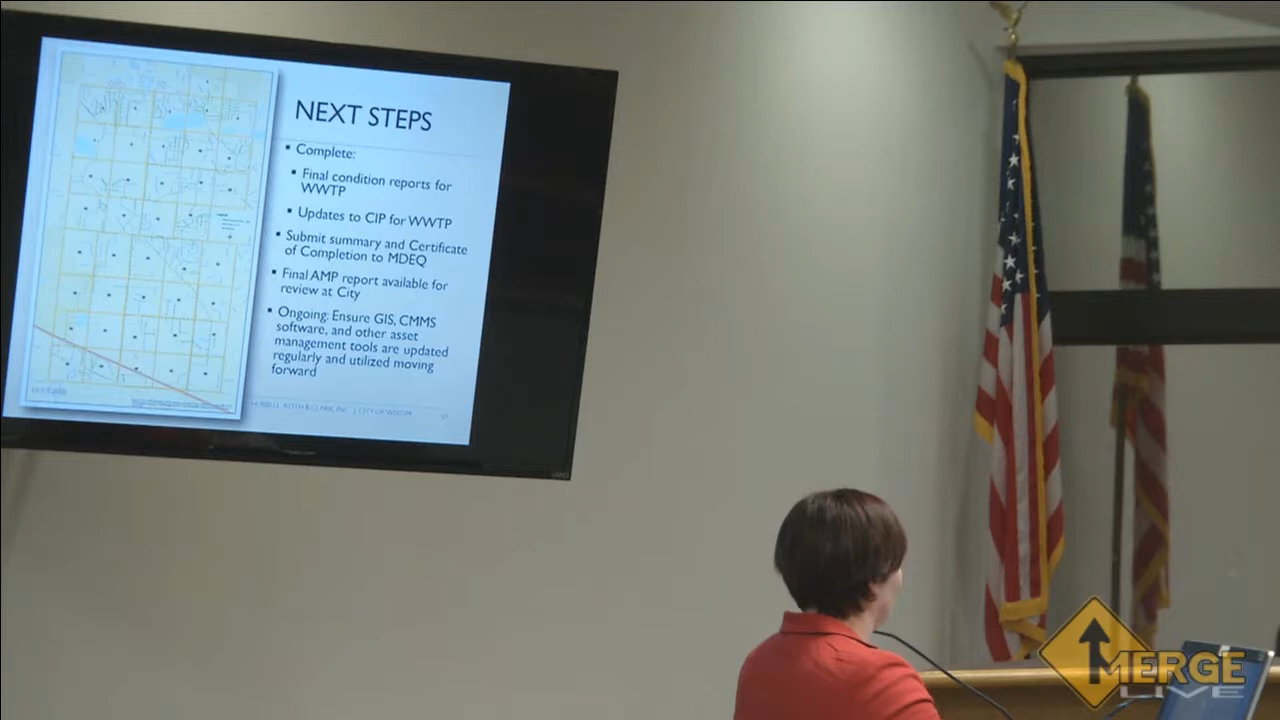 NEXT STEPS
▪ Complete:
▪ Final condition reports for
WWTP
▪ Updates to CIP for WWTP
▪ Submit summary and Certificate
of Completion to MDEQ
▪ Final AMP report available for
review at City
▪ Ongoing: Ensure GIS, CMMS
software, and other asset
management tools are updated
regularly and utilized moving
forward
MERGE
LIVE